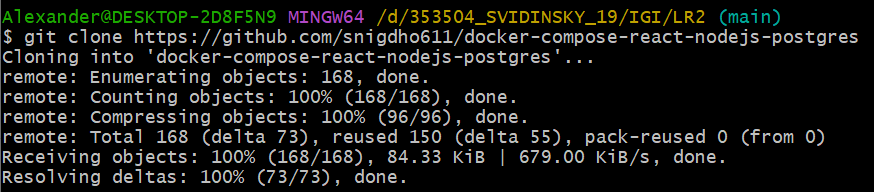 Alexander@DESKTOP-2D8F5N9 MINGW64 /d/353504_SVIDINSKY_19/IGI/LR2 (main)
$ git clone https://github.com/snigdho611/docker-compose-react-nodejs-postgres
Cloning into 'docker-compose-react-nodejs-postgres'...
remote: Enumerating objects: 168, done.
remote: Counting objects: 100% (168/168), done.
remote: Compressing objects: 100% (96/96), done.
remote: Total 168 (delta 73), reused 150 (delta 55), pack-reused 0 (from 0)
Receiving objects: 100% (168/168), 84.33 KiB | 679.00 KiB/s, done.
Resolving deltas: 100% (73/73), done.